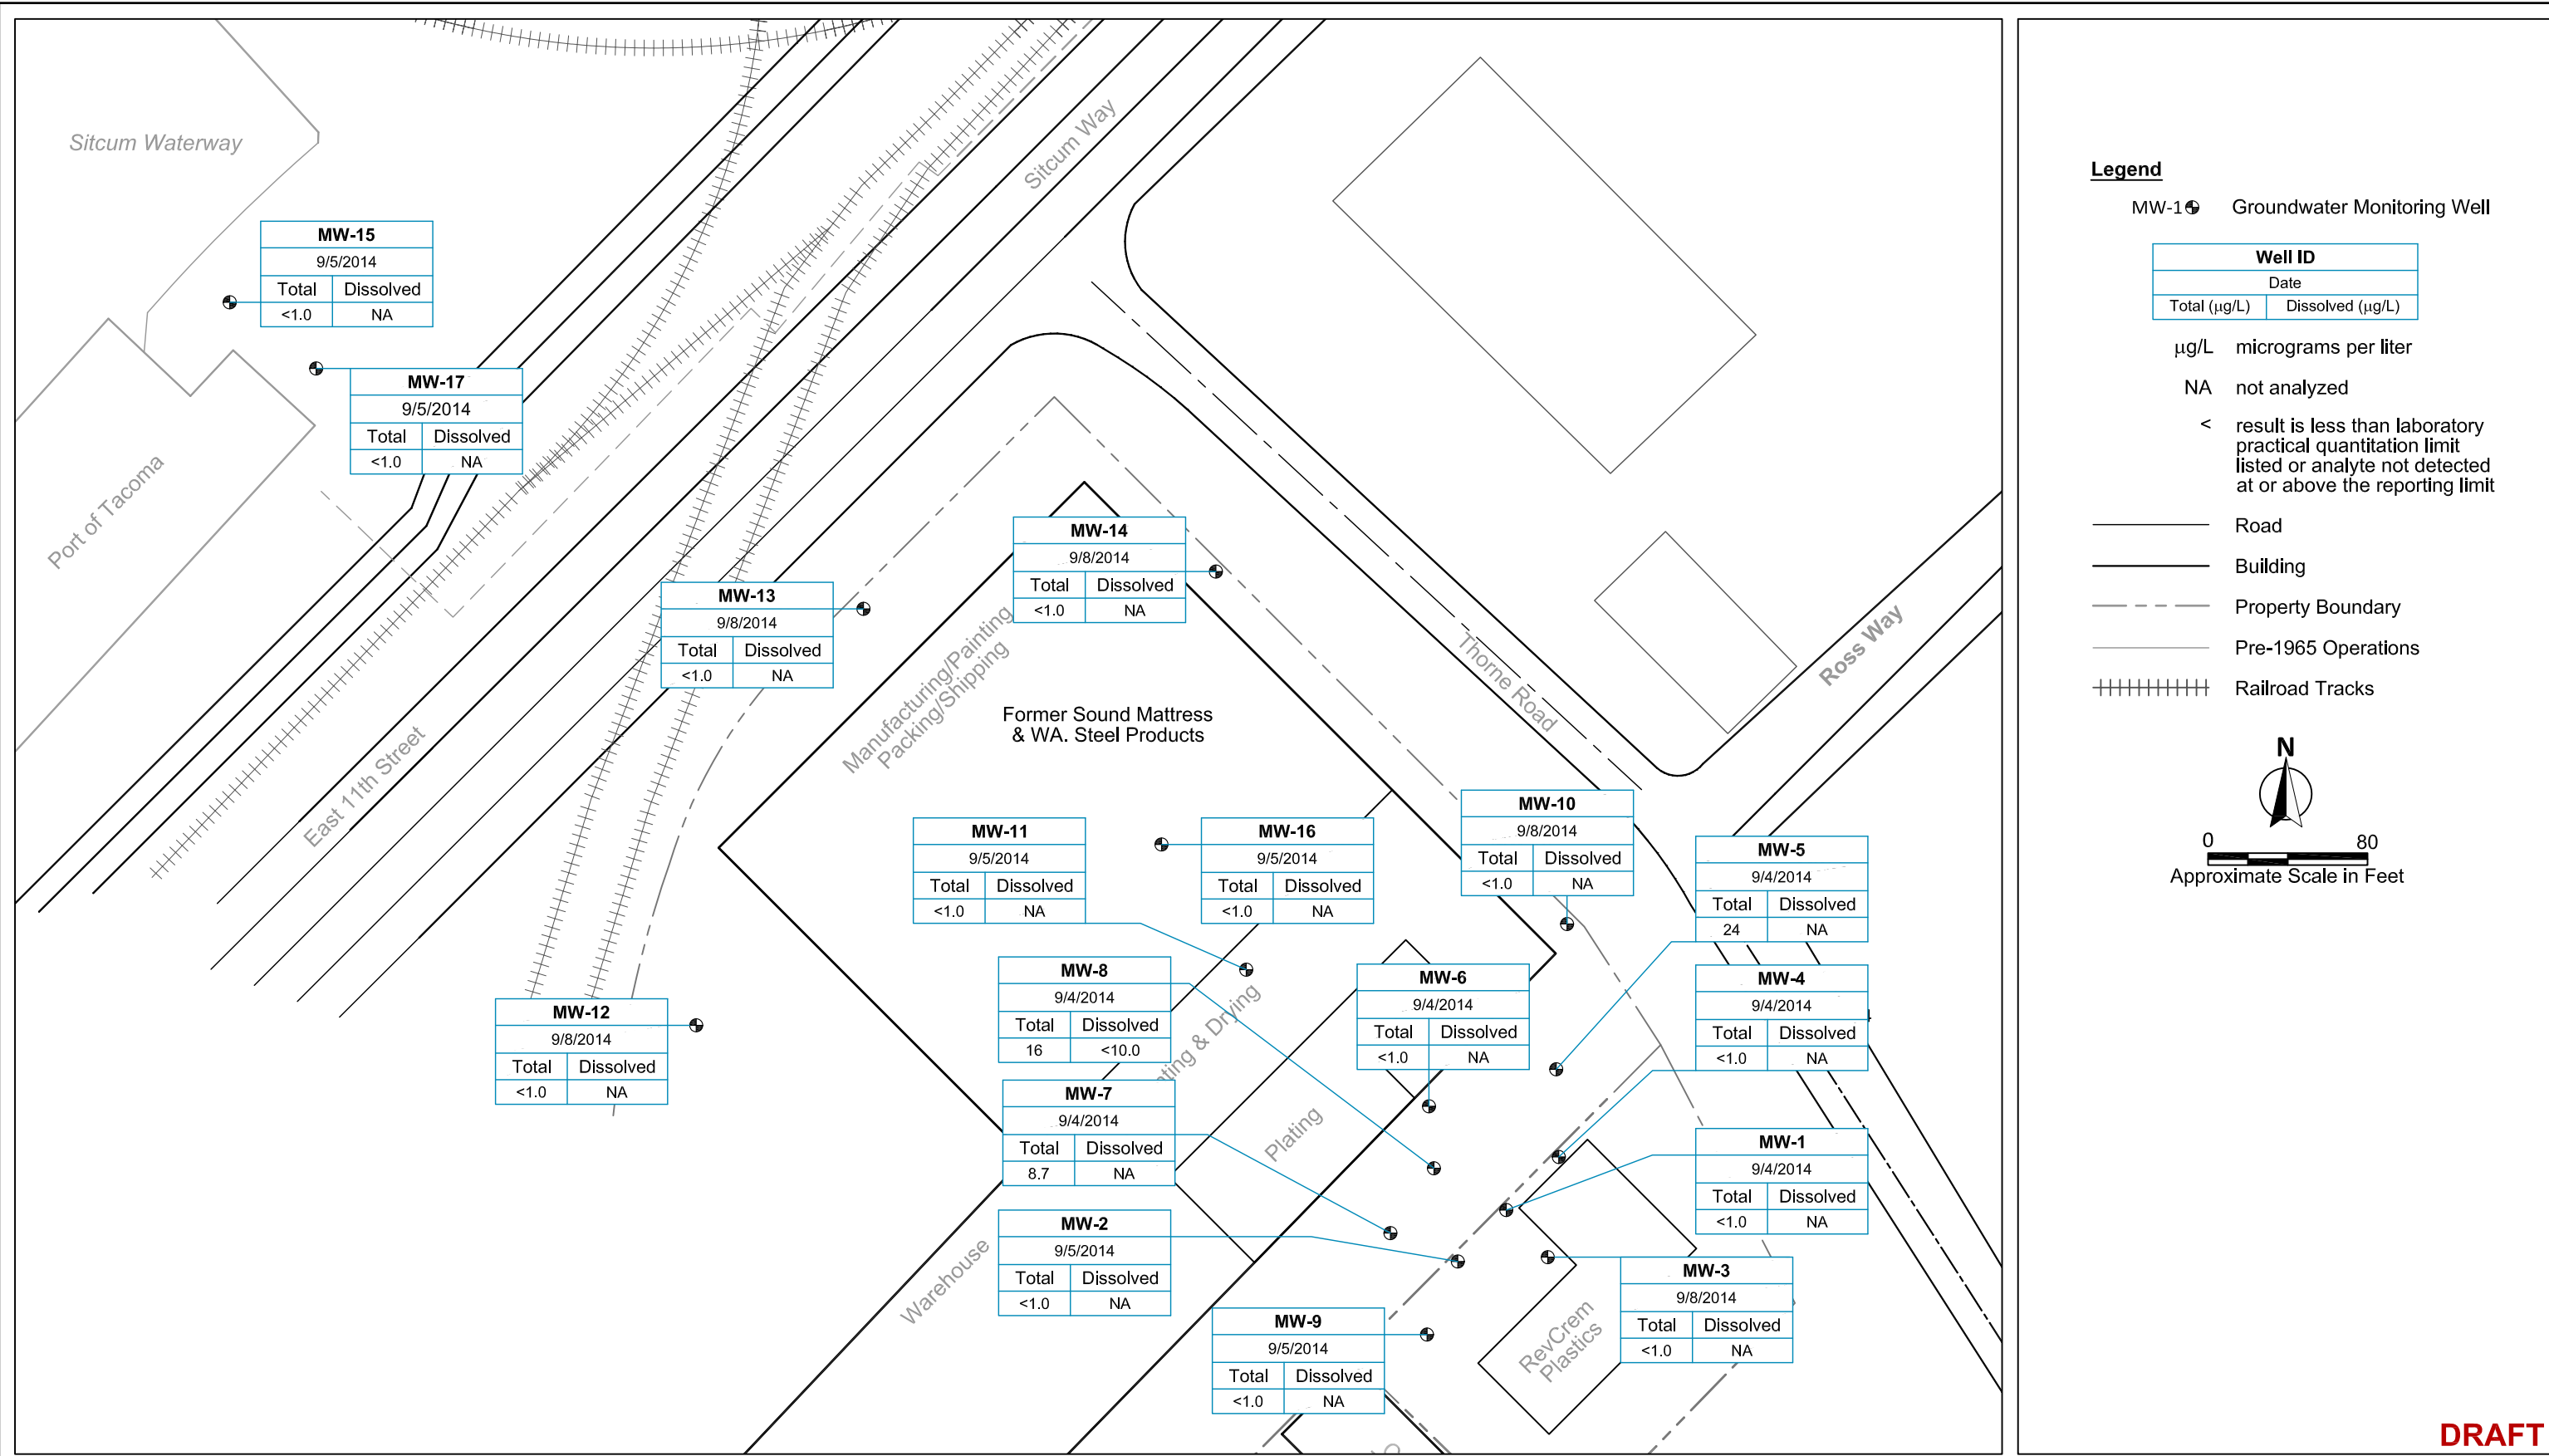 Sitcum Waterway
Sitcum Way
MW-15
9/5/2014
Total Dissolved
<1.0 NA
MW-17
9/5/2014
Total Dissolved
<1.0 NA
Port of Tacoma
East 11th Street
MW-14
9/8/2014
Total Dissolved
<1.0 NA
MW-13
9/8/2014
Total Dissolved
<1.0 NA
Manufacturing/Painting
Packing/Shipping
Former Sound Mattress
& WA. Steel Products
Thorne Road
Ross Way
MW-11
9/5/2014
Total Dissolved
<1.0 NA
MW-16
9/5/2014
Total Dissolved
<1.0 NA
MW-10
9/8/2014
Total Dissolved
<1.0 NA
MW-5
9/4/2014
Total Dissolved
24 NA
MW-8
9/4/2014
Total Dissolved
16 <10.0
MW-6
9/4/2014
Total Dissolved
<1.0 NA
MW-4
9/4/2014
Total Dissolved
<1.0 NA
MW-12
9/8/2014
Total Dissolved
<1.0 NA
& Drying
Plating
MW-7
9/4/2014
Total Dissolved
8.7 NA
MW-1
9/4/2014
Total Dissolved
<1.0 NA
MW-2
9/5/2014
Total Dissolved
<1.0 NA
Warehouse
MW-3
9/8/2014
Total Dissolved
<1.0 NA
MW-9
9/5/2014
Total Dissolved
<1.0 NA
RevCrem
Plastics
Legend
MW-1 Groundwater Monitoring Well
Well ID
Date
Total (µg/L) Dissolved (µg/L)
µg/L micrograms per liter
NA not analyzed
< result is less than laboratory
practical quantitation limit
listed or analyte not detected
at or above the reporting limit
Road
Building
Property Boundary
Pre-1965 Operations
Railroad Tracks
N
0 80
Approximate Scale in Feet
DRAFT